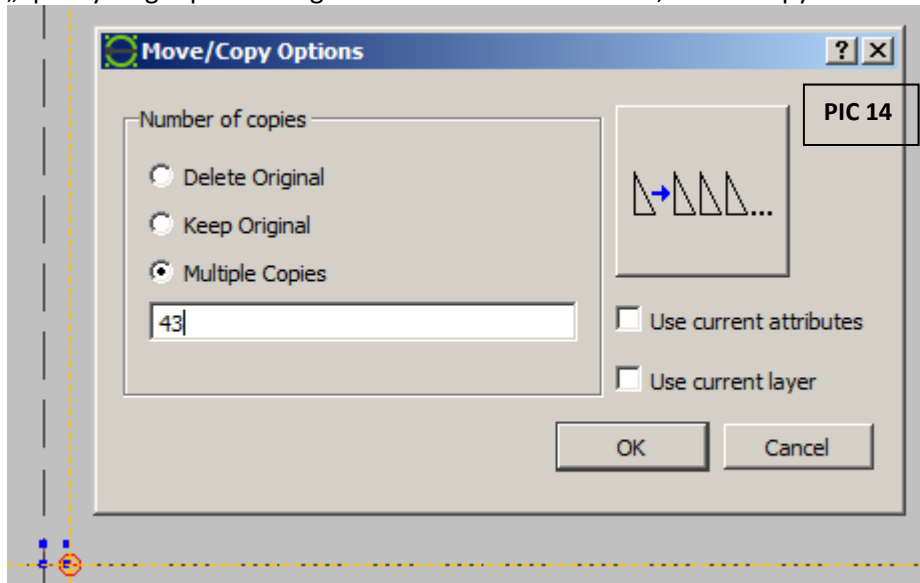 Move/Copy Options
PIC 14
Number of copies
Delete Original
Keep Original
Multiple Copies
43
Use current attributes
Use current layer
OK
Cancel